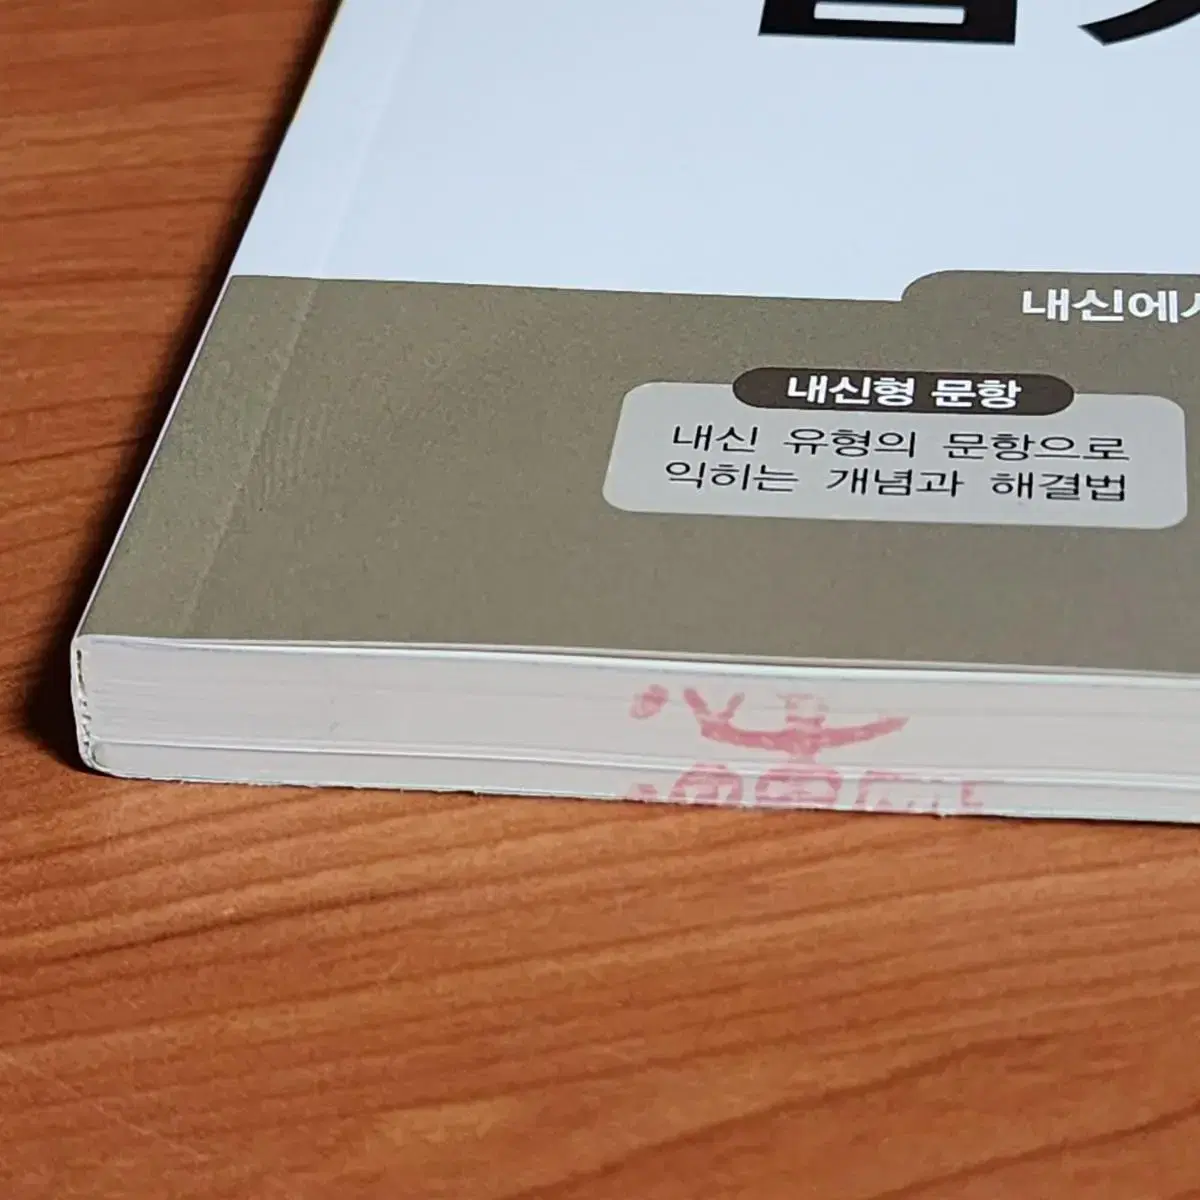 내신에서
내신형 문항
내신 유형의 문항으로
익히는 개념과 해결법